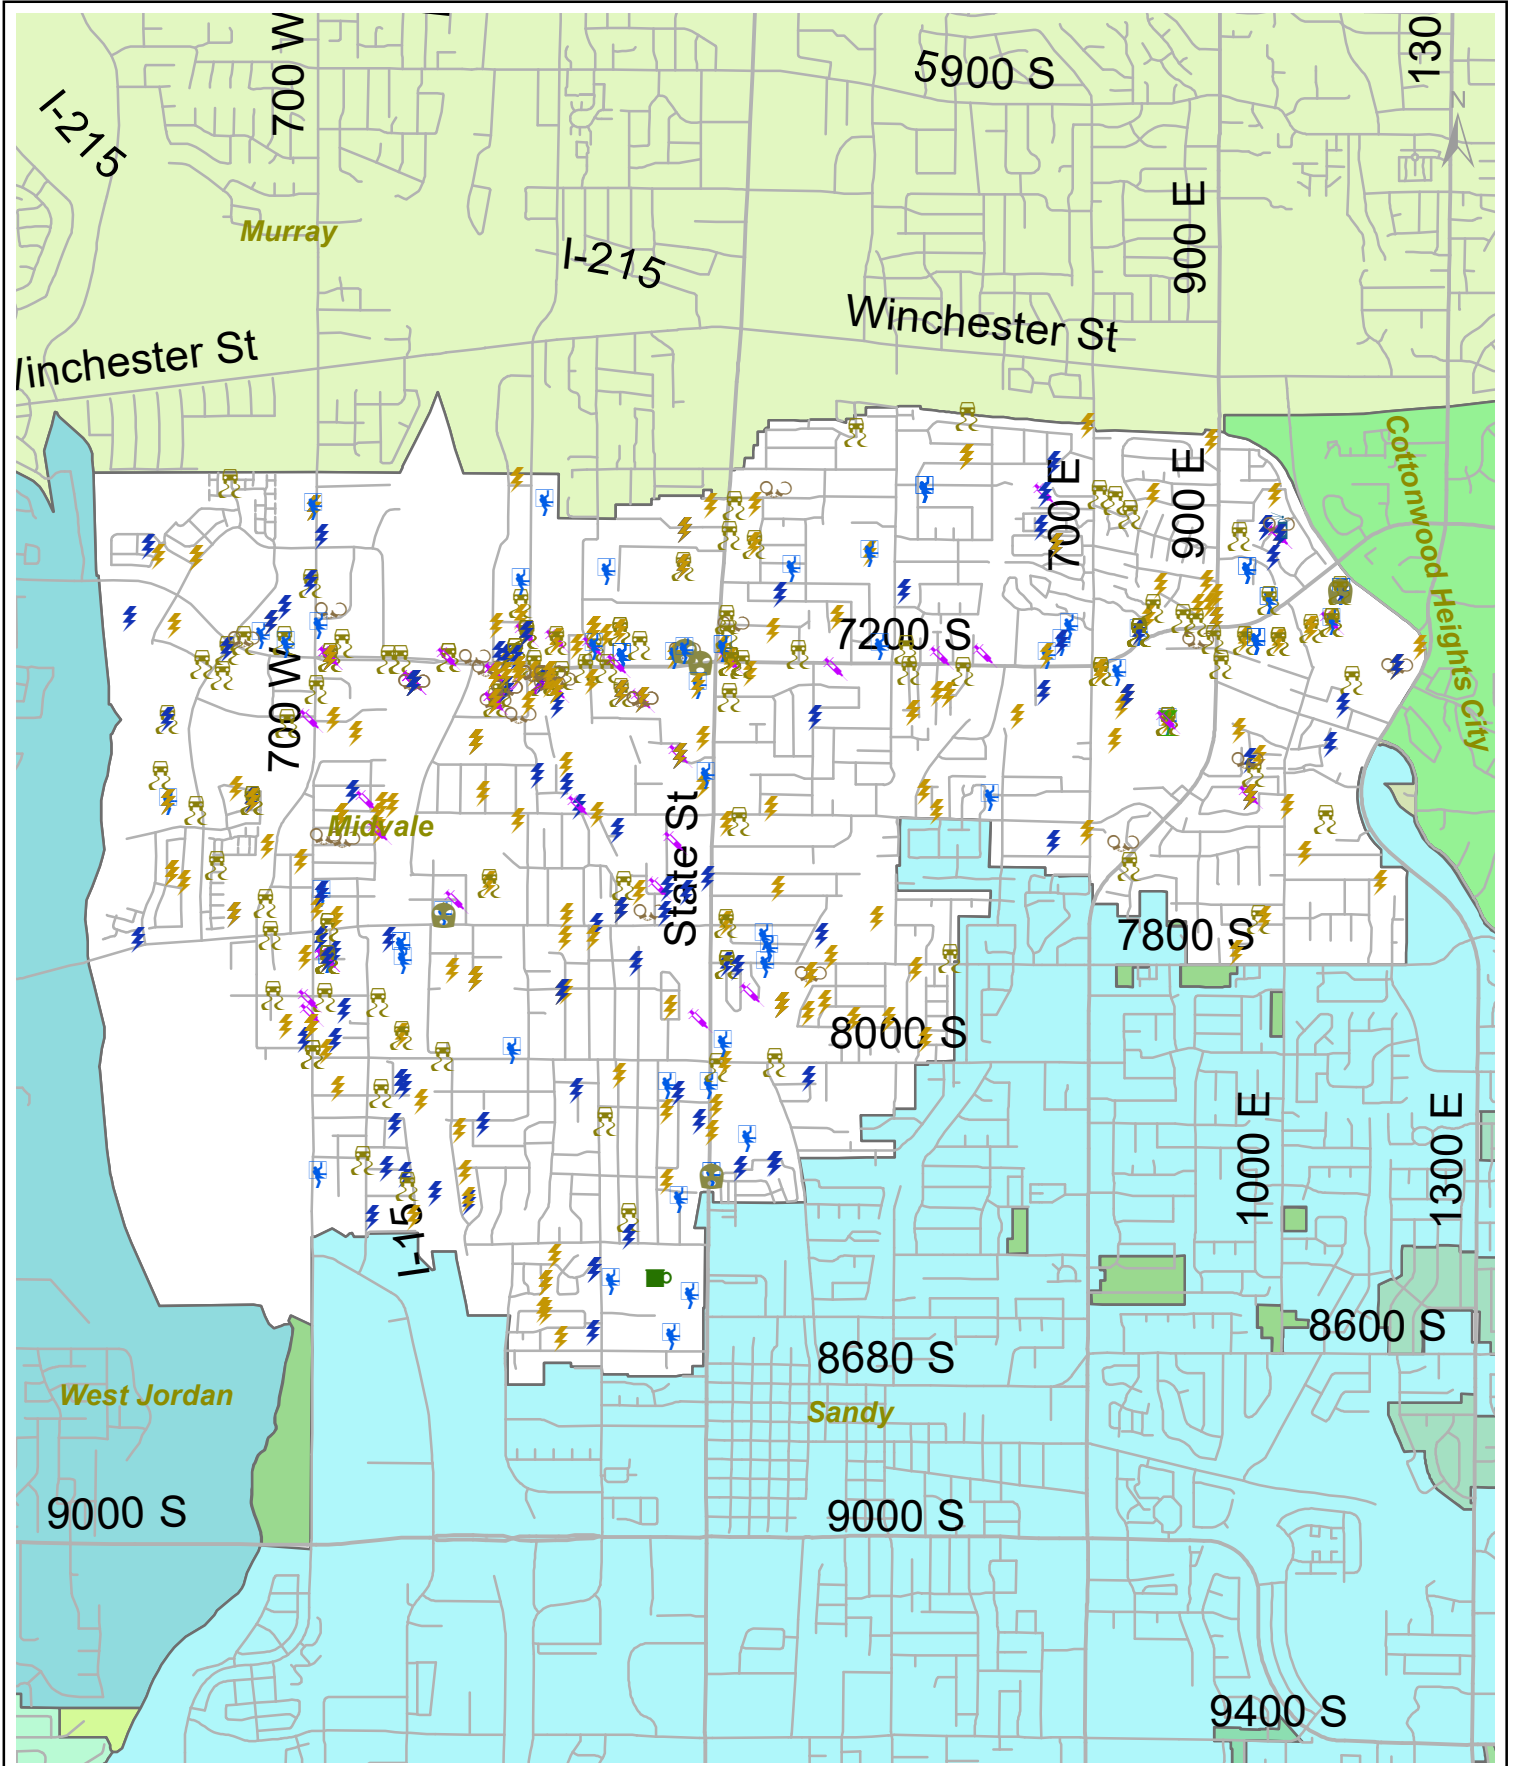 700 W
5900 S
130
N
I-215
900 E
Murray
I-215
Winchester St
Winchester St
Cottonwood Heights City
700 E
900 E
7200 S
700 W
State St
Midvale
7800 S
8000 S
1000 E
1300 E
I-15
8600 S
8680 S
West Jordan
Sandy
9000 S
9000 S
9400 S